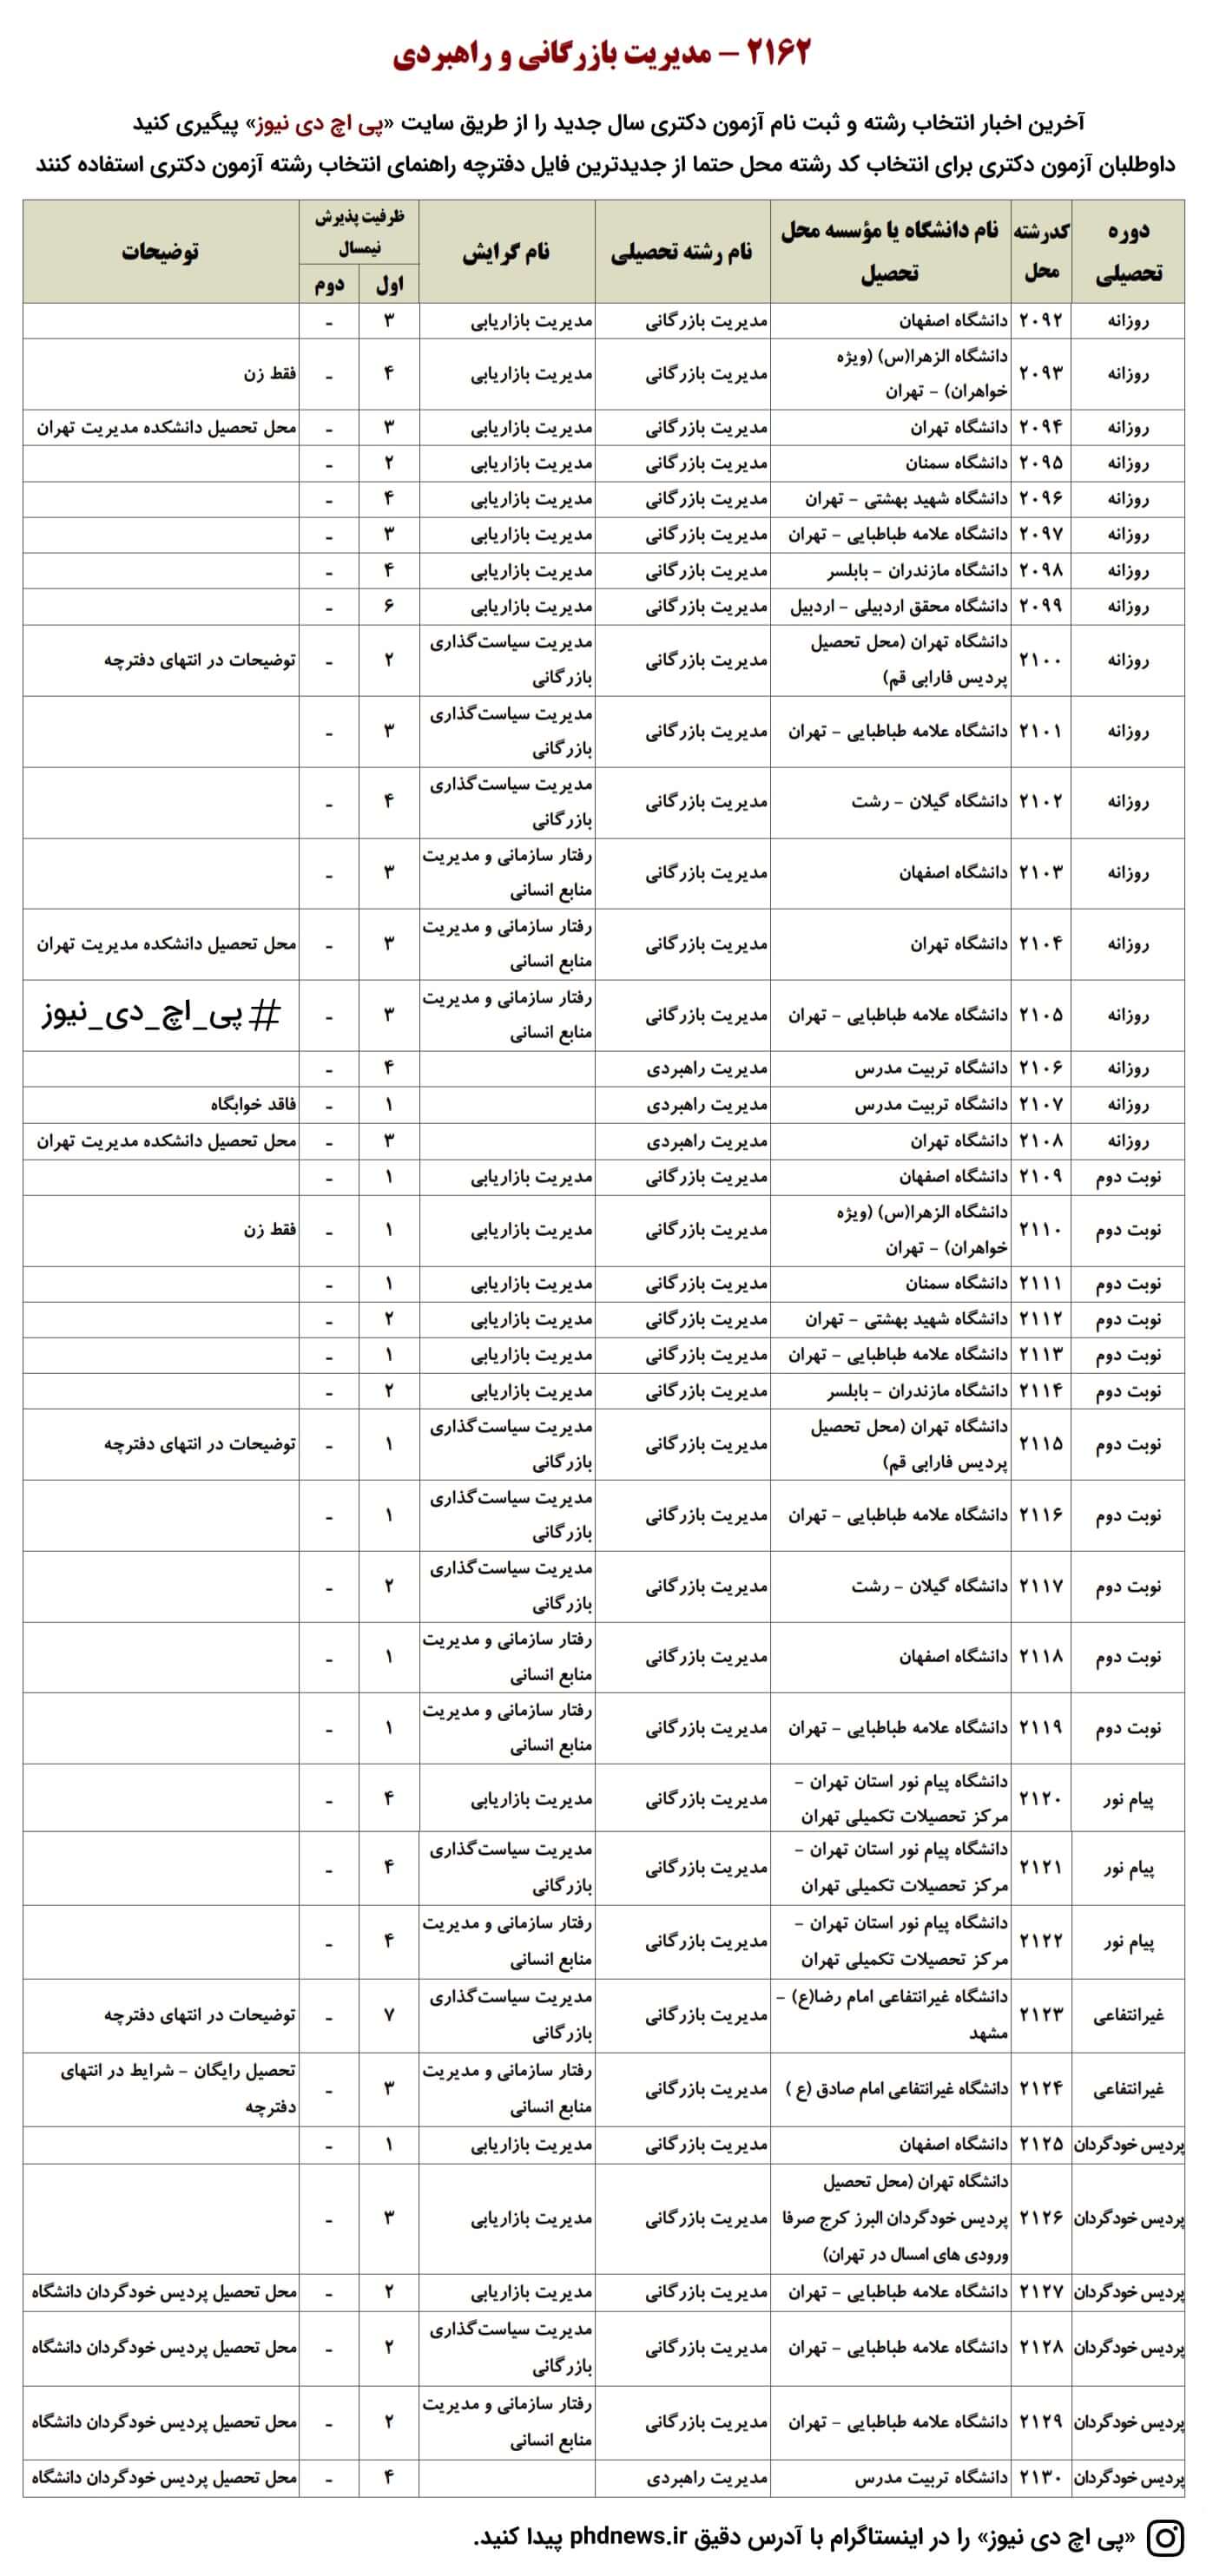 ۲۱۶۲ – مدیریت بازرگانی و راهبردی
آخرین اخبار انتخاب رشته و ثبت نام آزمون دکتری سال جدید را از طریق سایت «پی اچ دی نیوز» پیگیری کنید
داوطلبان آزمون دکتری برای انتخاب کد رشته محل حتما از جدیدترین فایل دفترچه راهنمای انتخاب رشته آزمون دکتری استفاده کنند
دوره تحصیلی کدرشته محل نام دانشگاه یا مؤسسه محل تحصیل نام رشته تحصیلی نام گرایش ظرفیت پذیرش نیمسال اول دوم توضیحات
روزانه ۲۰۹۲ دانشگاه اصفهان مدیریت بازرگانی مدیریت بازاریابی ۳ -
روزانه ۲۰۹۳ دانشگاه الزهرا(س) (ویژه خواهران) – تهران مدیریت بازرگانی مدیریت بازاریابی ۴ - فقط زن
روزانه ۲۰۹۴ دانشگاه تهران مدیریت بازرگانی مدیریت بازاریابی ۳ - محل تحصیل دانشکده مدیریت تهران
روزانه ۲۰۹۵ دانشگاه سمنان مدیریت بازرگانی مدیریت بازاریابی ۲ -
روزانه ۲۰۹۶ دانشگاه شهید بهشتی – تهران مدیریت بازرگانی مدیریت بازاریابی ۴ -
روزانه ۲۰۹۷ دانشگاه علامه طباطبایی – تهران مدیریت بازرگانی مدیریت بازاریابی ۳ -
روزانه ۲۰۹۸ دانشگاه مازندران – بابلسر مدیریت بازرگانی مدیریت بازاریابی ۴ -
روزانه ۲۰۹۹ دانشگاه محقق اردبیلی – اردبیل مدیریت بازرگانی مدیریت بازاریابی ۶ -
روزانه ۲۱۰۰ دانشگاه تهران (محل تحصیل پردیس فارابی قم) مدیریت بازرگانی مدیریت سیاست‌گذاری بازرگانی ۲ - توضیحات در انتهای دفترچه
روزانه ۲۱۰۱ دانشگاه علامه طباطبایی – تهران مدیریت بازرگانی مدیریت سیاست‌گذاری بازرگانی ۳ -
روزانه ۲۱۰۲ دانشگاه گیلان – رشت مدیریت بازرگانی مدیریت سیاست‌گذاری بازرگانی ۴ -
روزانه ۲۱۰۳ دانشگاه اصفهان مدیریت بازرگانی رفتار سازمانی و مدیریت منابع انسانی ۳ -
روزانه ۲۱۰۴ دانشگاه تهران مدیریت بازرگانی رفتار سازمانی و مدیریت منابع انسانی ۳ - محل تحصیل دانشکده مدیریت تهران
روزانه ۲۱۰۵ دانشگاه علامه طباطبایی – تهران مدیریت بازرگانی رفتار سازمانی و مدیریت منابع انسانی ۳ - #پی_اچ_دی_نیوز
روزانه ۲۱۰۶ دانشگاه تربیت مدرس مدیریت راهبردی ۴ -
روزانه ۲۱۰۷ دانشگاه تربیت مدرس مدیریت راهبردی ۱ - فاقد خوابگاه
روزانه ۲۱۰۸ دانشگاه تهران مدیریت راهبردی ۳ - محل تحصیل دانشکده مدیریت تهران
نوبت دوم ۲۱۰۹ دانشگاه اصفهان مدیریت بازرگانی مدیریت بازاریابی ۱ -
نوبت دوم ۲۱۱۰ دانشگاه الزهرا(س) (ویژه خواهران) – تهران مدیریت بازرگانی مدیریت بازاریابی ۱ - فقط زن
نوبت دوم ۲۱۱۱ دانشگاه سمنان مدیریت بازرگانی مدیریت بازاریابی ۱ -
نوبت دوم ۲۱۱۲ دانشگاه شهید بهشتی – تهران مدیریت بازرگانی مدیریت بازاریابی ۲ -
نوبت دوم ۲۱۱۳ دانشگاه علامه طباطبایی – تهران مدیریت بازرگانی مدیریت بازاریابی ۱ -
نوبت دوم ۲۱۱۴ دانشگاه مازندران – بابلسر مدیریت بازرگانی مدیریت بازاریابی ۲ -
نوبت دوم ۲۱۱۵ دانشگاه تهران (محل تحصیل پردیس فارابی قم) مدیریت بازرگانی مدیریت سیاست‌گذاری بازرگانی ۱ - توضیحات در انتهای دفترچه
نوبت دوم ۲۱۱۶ دانشگاه علامه طباطبایی – تهران مدیریت بازرگانی مدیریت سیاست‌گذاری بازرگانی ۱ -
نوبت دوم ۲۱۱۷ دانشگاه گیلان – رشت مدیریت بازرگانی مدیریت سیاست‌گذاری بازرگانی ۲ -
نوبت دوم ۲۱۱۸ دانشگاه اصفهان مدیریت بازرگانی رفتار سازمانی و مدیریت منابع انسانی ۱ -
نوبت دوم ۲۱۱۹ دانشگاه علامه طباطبایی – تهران مدیریت بازرگانی رفتار سازمانی و مدیریت منابع انسانی ۱ -
پیام نور ۲۱۲۰ دانشگاه پیام نور استان تهران – مرکز تحصیلات تکمیلی تهران مدیریت بازرگانی مدیریت بازاریابی ۴ -
پیام نور ۲۱۲۱ دانشگاه پیام نور استان تهران – مرکز تحصیلات تکمیلی تهران مدیریت بازرگانی مدیریت سیاست‌گذاری بازرگانی ۴ -
پیام نور ۲۱۲۲ دانشگاه پیام نور استان تهران – مرکز تحصیلات تکمیلی تهران مدیریت بازرگانی رفتار سازمانی و مدیریت منابع انسانی ۴ -
غیرانتفاعی ۲۱۲۳ دانشگاه غیرانتفاعی امام رضا(ع) – مشهد مدیریت بازرگانی مدیریت سیاست‌گذاری بازرگانی ۷ - توضیحات در انتهای دفترچه
غیرانتفاعی ۲۱۲۴ دانشگاه غیرانتفاعی امام صادق (ع ) مدیریت بازرگانی رفتار سازمانی و مدیریت منابع انسانی ۳ - تحصیل رایگان – شرایط در انتهای دفترچه
پردیس خودگردان ۲۱۲۵ دانشگاه اصفهان مدیریت بازرگانی مدیریت بازاریابی ۱ -
پردیس خودگردان ۲۱۲۶ دانشگاه تهران (محل تحصیل پردیس خودگردان البرز کرج صرفا ورودی های امسال در تهران) مدیریت بازرگانی مدیریت بازاریابی ۳ -
پردیس خودگردان ۲۱۲۷ دانشگاه علامه طباطبایی – تهران مدیریت بازرگانی مدیریت بازاریابی ۲ - محل تحصیل پردیس خودگردان دانشگاه
پردیس خودگردان ۲۱۲۸ دانشگاه علامه طباطبایی – تهران مدیریت بازرگانی مدیریت سیاست‌گذاری بازرگانی ۲ - محل تحصیل پردیس خودگردان دانشگاه
پردیس خودگردان ۲۱۲۹ دانشگاه علامه طباطبایی – تهران مدیریت بازرگانی رفتار سازمانی و مدیریت منابع انسانی ۲ - محل تحصیل پردیس خودگردان دانشگاه
پردیس خودگردان ۲۱۳۰ دانشگاه تربیت مدرس مدیریت راهبردی ۴ - محل تحصیل پردیس خودگردان دانشگاه
«پی اچ دی نیوز» را در اینستاگرام با آدرس دقیق phdnews.ir پیدا کنید.